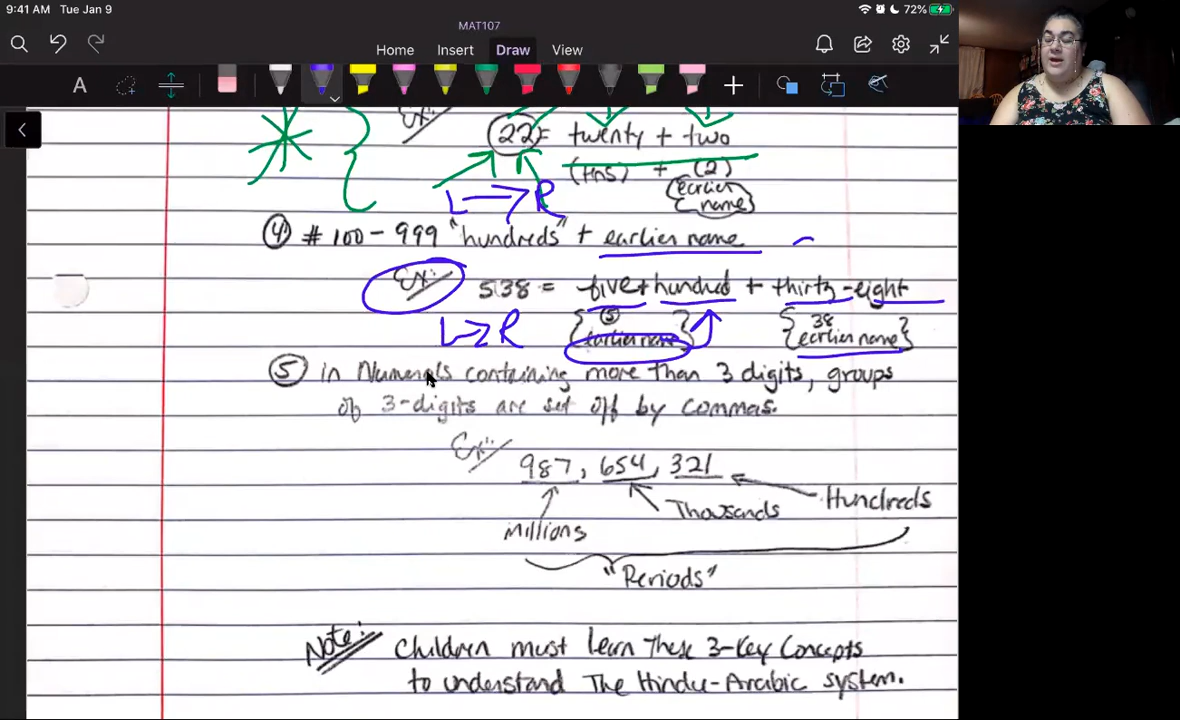 9:41 AM Tue Jan 9
72%
MAT107
Home Insert Draw View
Ex:
22 = twenty + two
(tens) + (2)
{earlier name}
L → R
④ # 100 - 999 "hundreds" + earlier name
Ex: 538 = five + hundred + thirty - eight
L → R
{⑤ earlier name} {38 earlier name}
⑤ in Numerals containing more than 3 digits, groups
of 3-digits are set off by commas.
Ex:
987, 654, 321
Hundreds
Thousands
Millions
"Periods"
Note: Children must learn These 3-Key Concepts
to understand The Hindu-Arabic system.